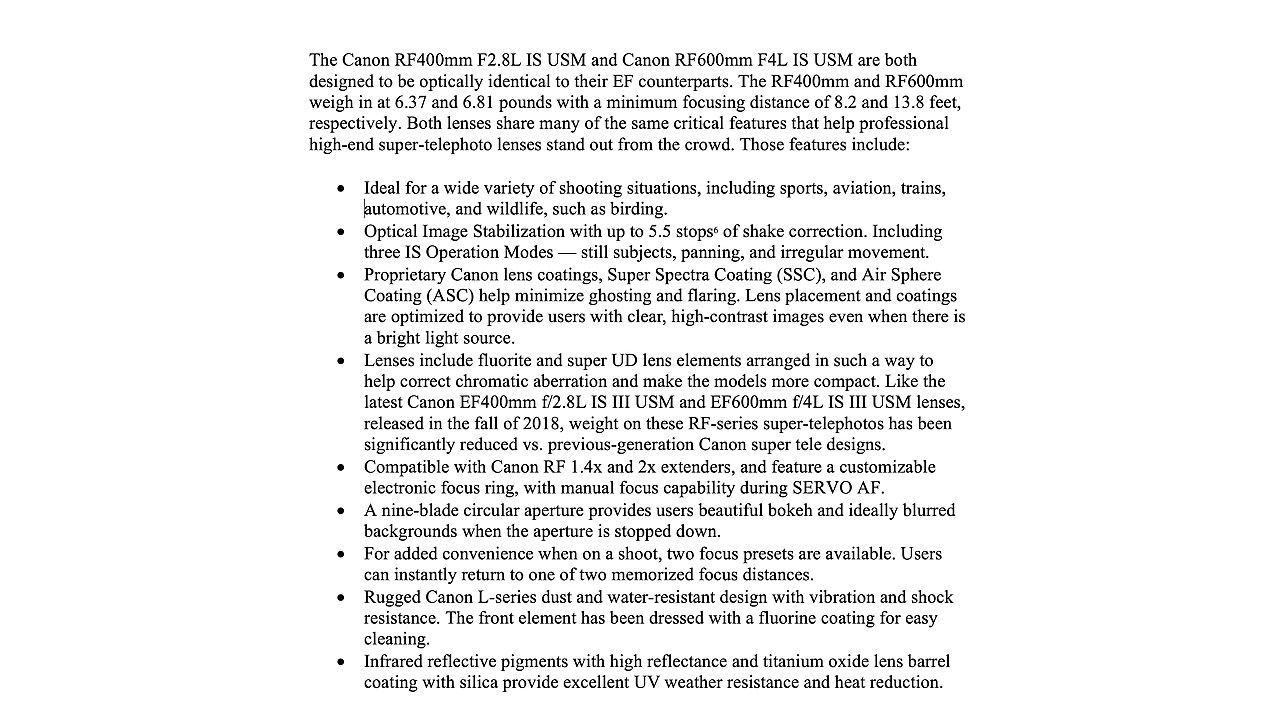 The Canon RF400mm F2.8L IS USM and Canon RF600mm F4L IS USM are both
designed to be optically identical to their EF counterparts. The RF400mm and RF600mm
weigh in at 6.37 and 6.81 pounds with a minimum focusing distance of 8.2 and 13.8 feet,
respectively. Both lenses share many of the same critical features that help professional
high-end super-telephoto lenses stand out from the crowd. Those features include:
• Ideal for a wide variety of shooting situations, including sports, aviation, trains,
automotive, and wildlife, such as birding.
• Optical Image Stabilization with up to 5.5 stops⁶ of shake correction. Including
three IS Operation Modes — still subjects, panning, and irregular movement.
• Proprietary Canon lens coatings, Super Spectra Coating (SSC), and Air Sphere
Coating (ASC) help minimize ghosting and flaring. Lens placement and coatings
are optimized to provide users with clear, high-contrast images even when there is
a bright light source.
• Lenses include fluorite and super UD lens elements arranged in such a way to
help correct chromatic aberration and make the models more compact. Like the
latest Canon EF400mm f/2.8L IS III USM and EF600mm f/4L IS III USM lenses,
released in the fall of 2018, weight on these RF-series super-telephotos has been
significantly reduced vs. previous-generation Canon super tele designs.
• Compatible with Canon RF 1.4x and 2x extenders, and feature a customizable
electronic focus ring, with manual focus capability during SERVO AF.
• A nine-blade circular aperture provides users beautiful bokeh and ideally blurred
backgrounds when the aperture is stopped down.
• For added convenience when on a shoot, two focus presets are available. Users
can instantly return to one of two memorized focus distances.
• Rugged Canon L-series dust and water-resistant design with vibration and shock
resistance. The front element has been dressed with a fluorine coating for easy
cleaning.
• Infrared reflective pigments with high reflectance and titanium oxide lens barrel
coating with silica provide excellent UV weather resistance and heat reduction.